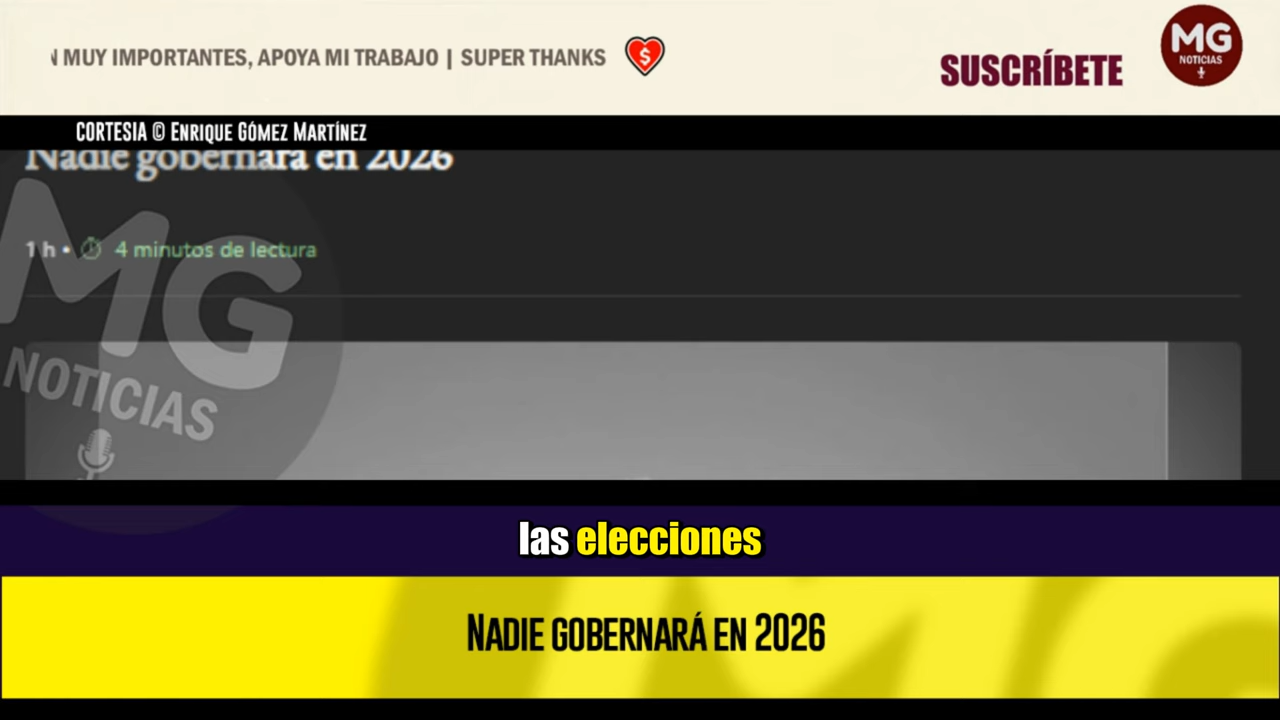 N MUY IMPORTANTES, APOYA MI TRABAJO | SUPER THANKS
$
SUSCRÍBETE
MG
NOTICIAS
CORTESIA © ENRIQUE GÓMEZ MARTÍNEZ
Nadie gobernará en 2026
1 h • 4 minutos de lectura
MG
NOTICIAS
las elecciones
NADIE GOBERNARÁ EN 2026